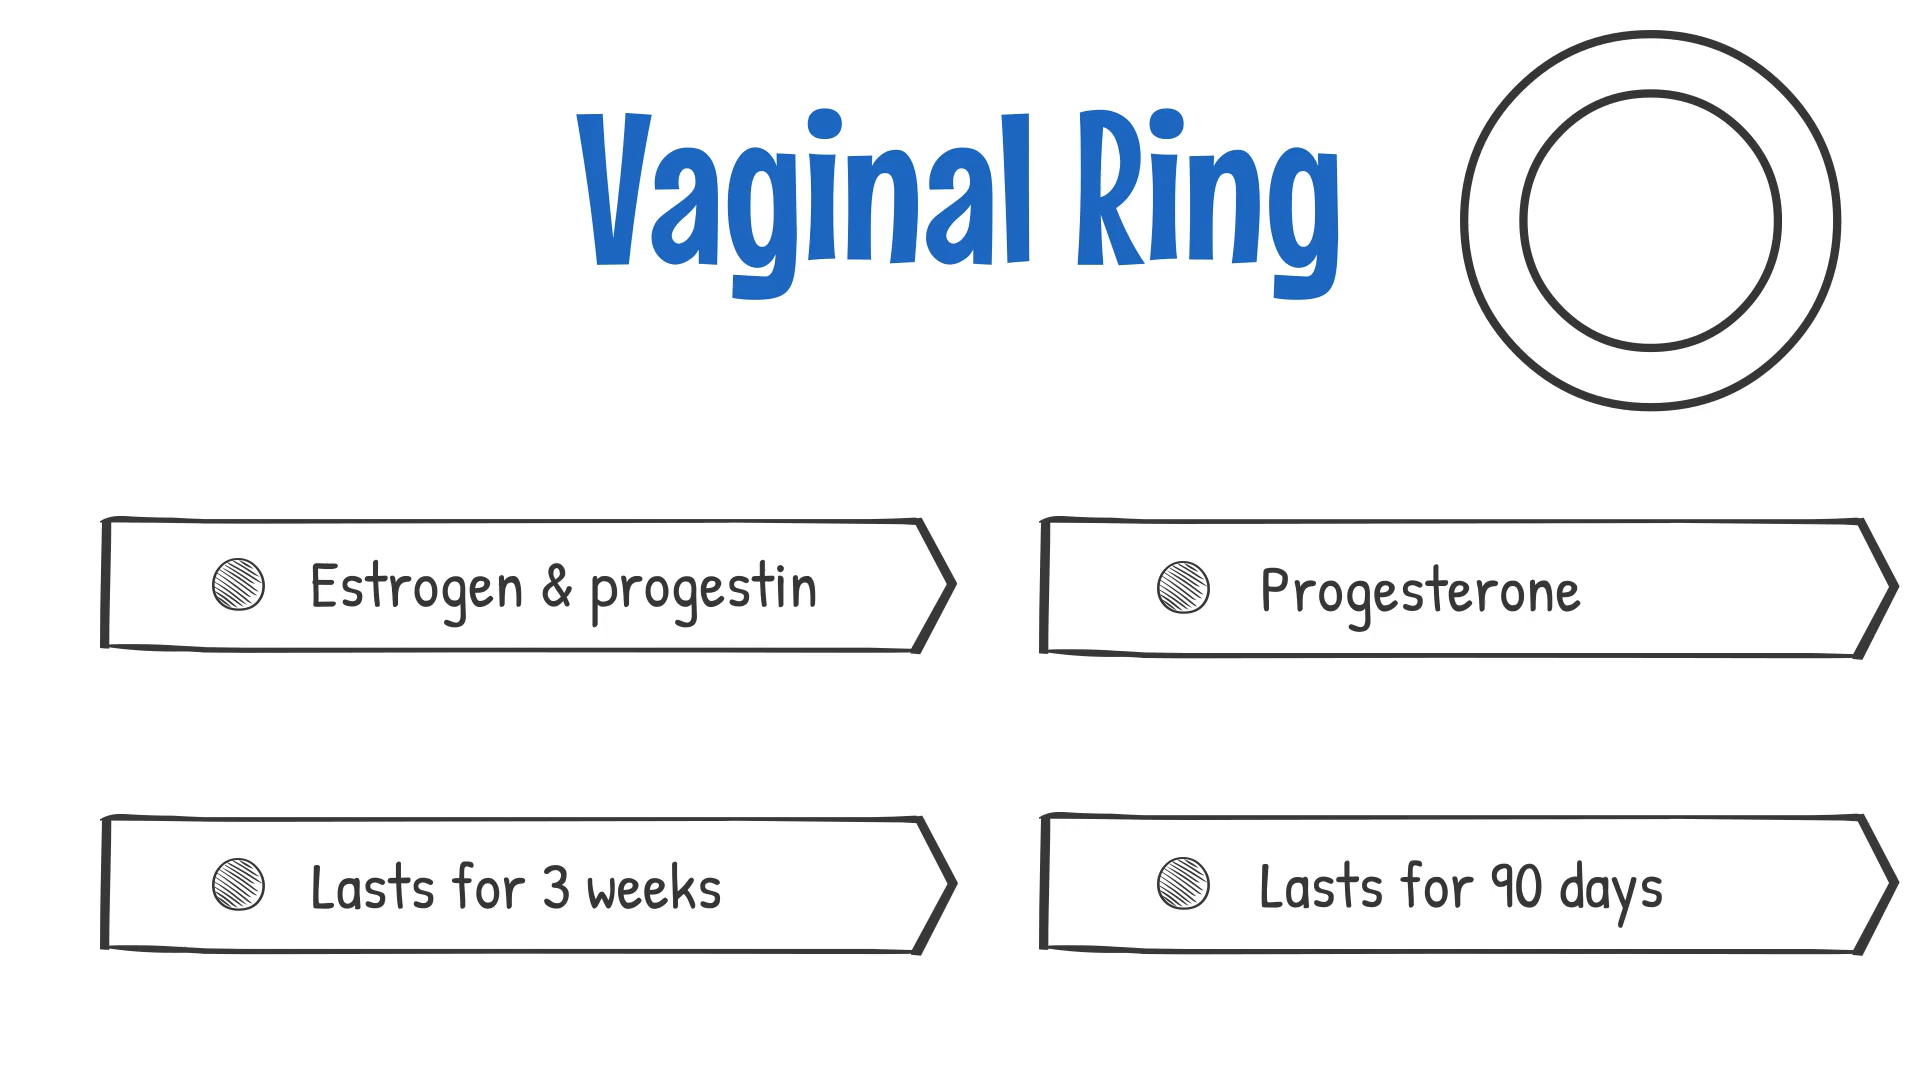 Vaginal Ring
Estrogen & progestin
Progesterone
Lasts for 3 weeks
Lasts for 90 days